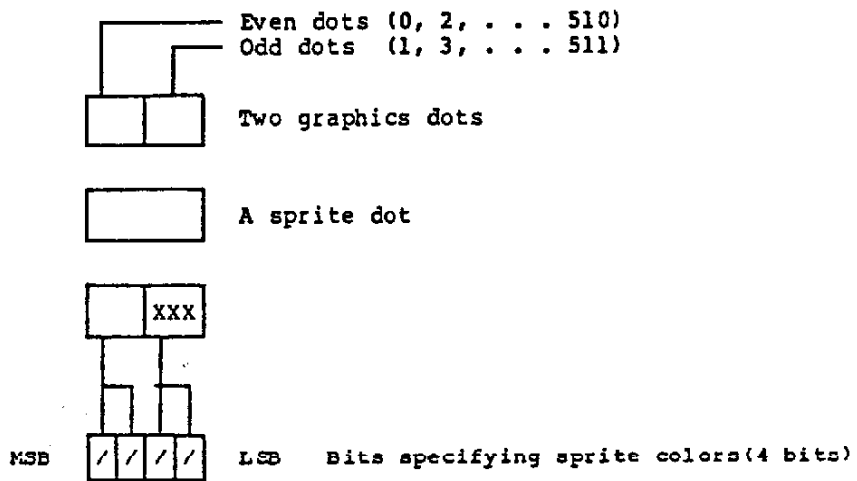 Even dots (0, 2, . . . 510)
Odd dots (1, 3, . . . 511)
Two graphics dots
A sprite dot
XXX
MSB / / / / LSB Bits specifying sprite colors(4 bits)